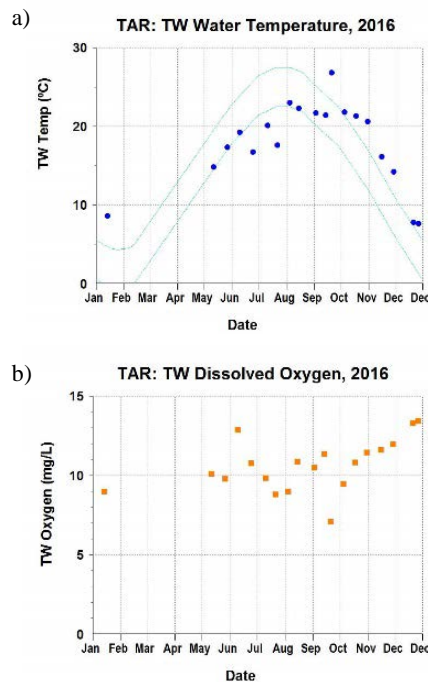 a)
TAR: TW Water Temperature, 2016
TW Temp (ºC)
30
20
10
0
Jan Feb Mar Apr May Jun Jul Aug Sep Oct Nov Dec Dec
Date
b)
TAR: TW Dissolved Oxygen, 2016
TW Oxygen (mg/L)
15
10
5
0
Jan Feb Mar Apr May Jun Jul Aug Sep Oct Nov Dec Dec
Date